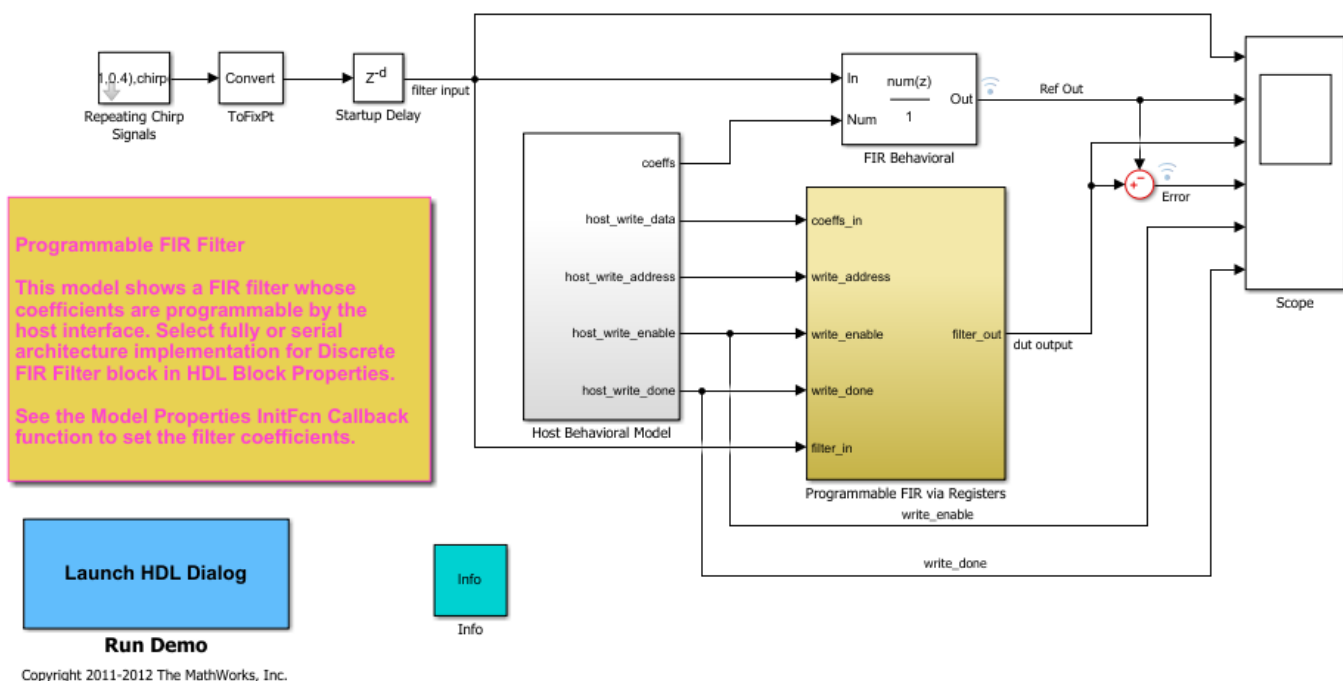 1,0.4),chirp(
Repeating Chirp
Signals
Convert
ToFixPt
z-d
Startup Delay
filter input
In
Num
num(z)
1
Out
FIR Behavioral
Ref Out
+
−
Error
Scope
coeffs
host_write_data
host_write_address
host_write_enable
host_write_done
Host Behavioral Model
coeffs_in
write_address
write_enable
write_done
filter_in
filter_out
Programmable FIR via Registers
dut output
write_enable
write_done
Programmable FIR Filter
This model shows a FIR filter whose
coefficients are programmable by the
host interface. Select fully or serial
architecture implementation for Discrete
FIR Filter block in HDL Block Properties.
See the Model Properties InitFcn Callback
function to set the filter coefficients.
Launch HDL Dialog
Run Demo
Info
Info
Copyright 2011-2012 The MathWorks, Inc.